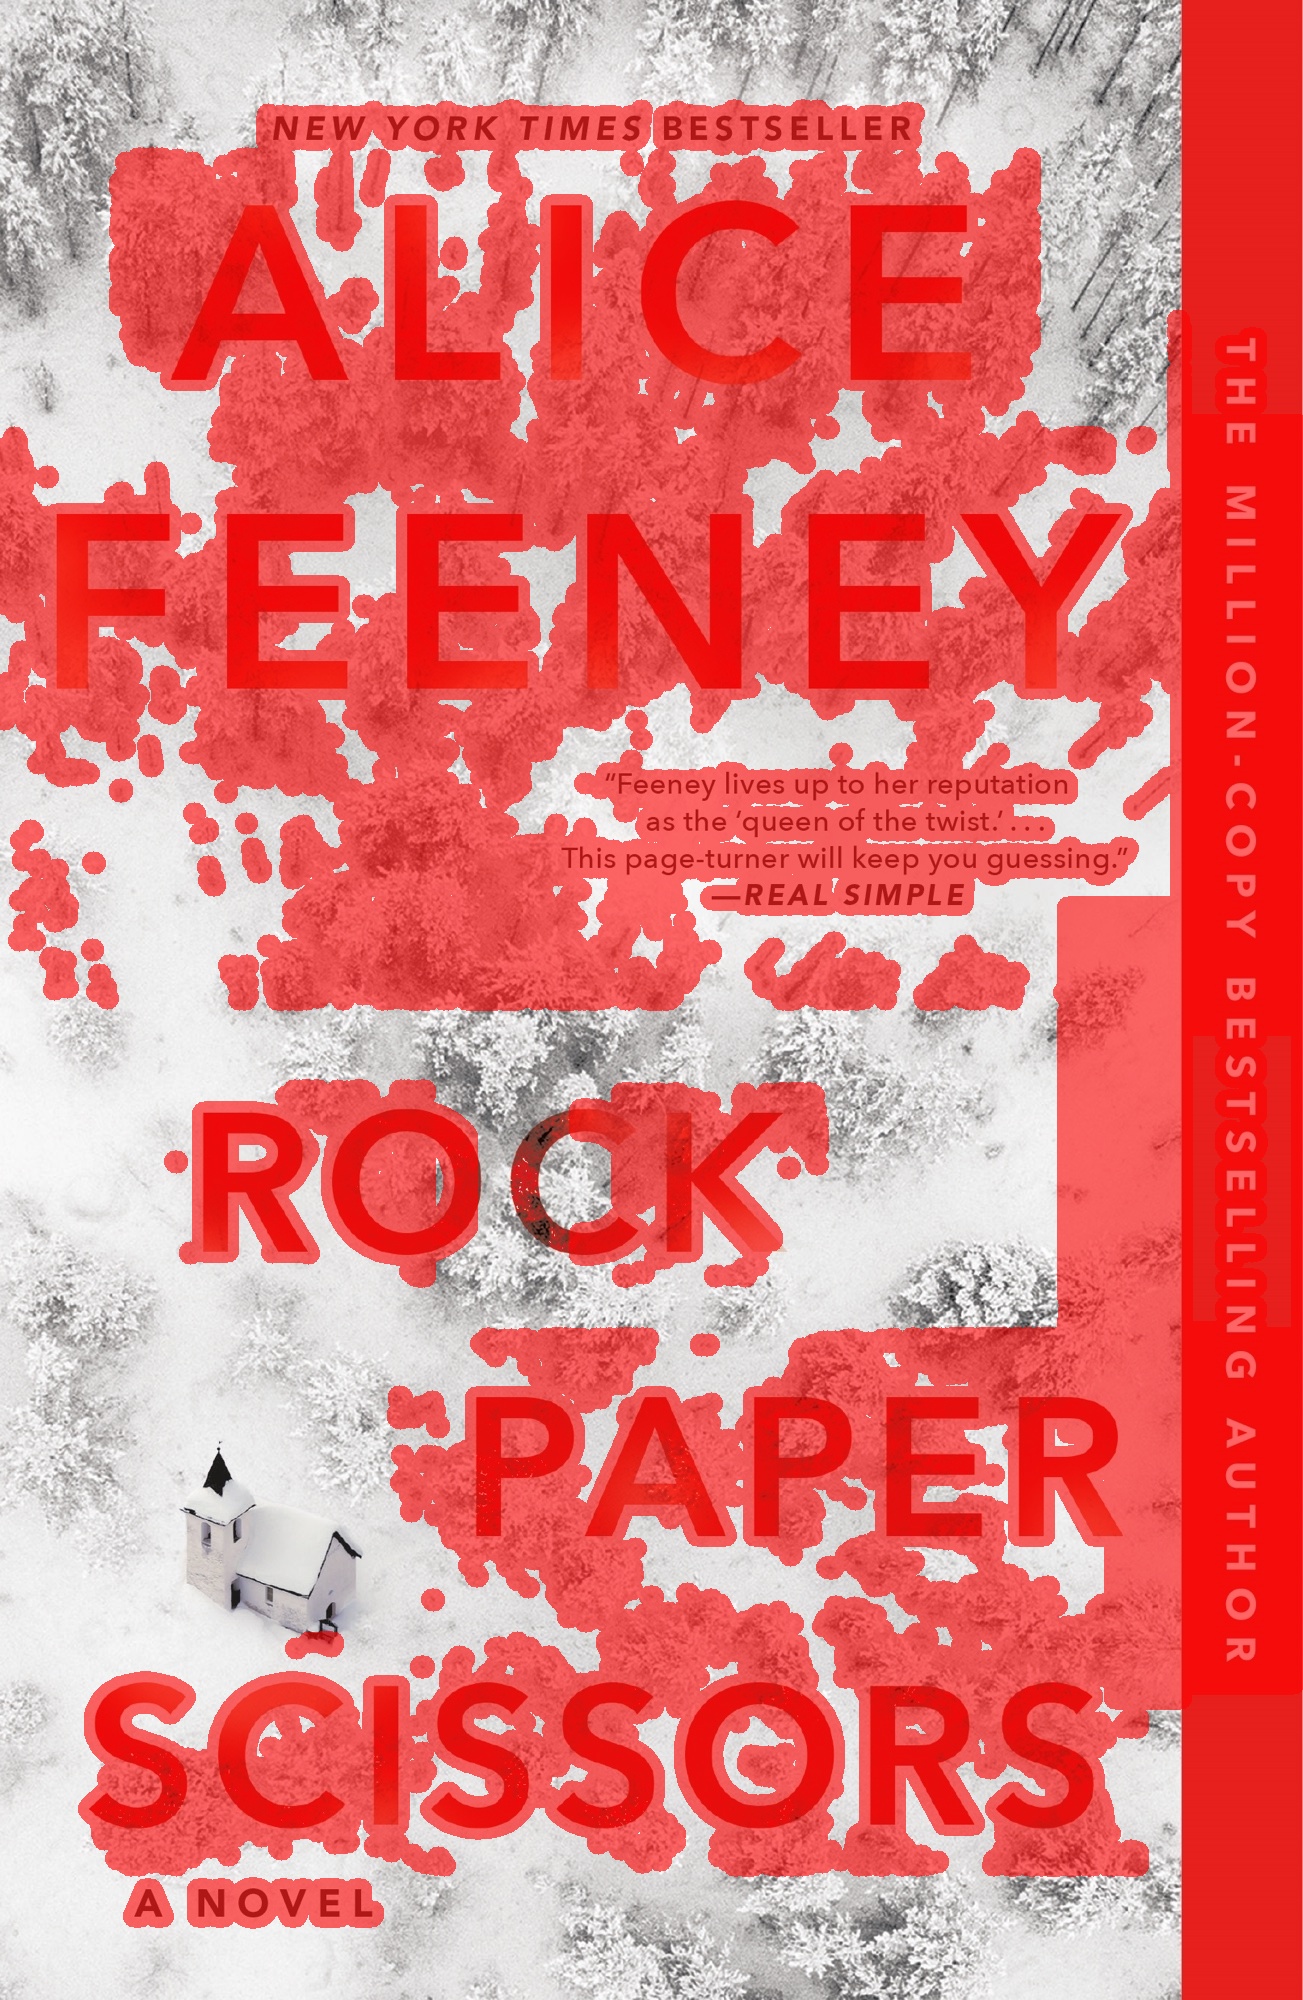 NEW YORK TIMES BESTSELLER
ALICE
FEENEY
“Feeney lives up to her reputation
as the ‘queen of the twist.’ . . .
This page-turner will keep you guessing.”
—REAL SIMPLE
ROCK
PAPER
SCISSORS
A NOVEL
THE MILLION-COPY BESTSELLING AUTHOR